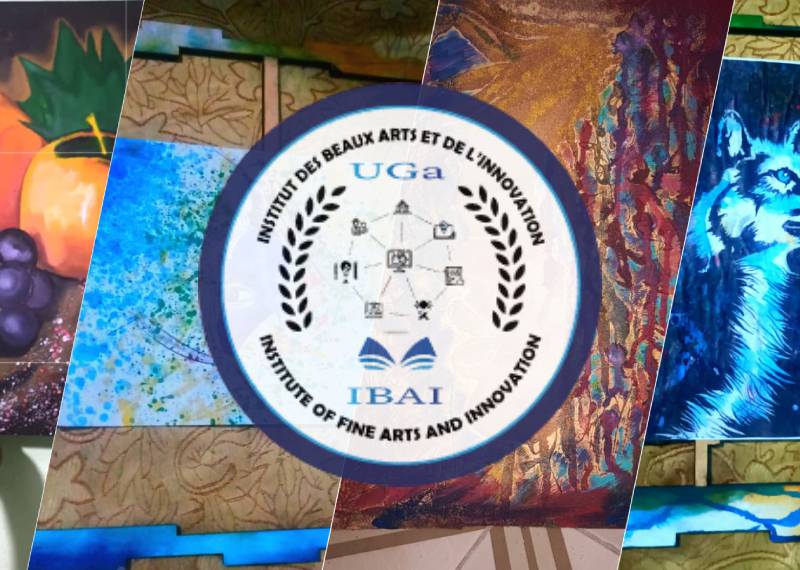 INSTITUT DES BEAUX ARTS ET DE L'INNOVATION
UGa
IBAI
INSTITUTE OF FINE ARTS AND INNOVATION